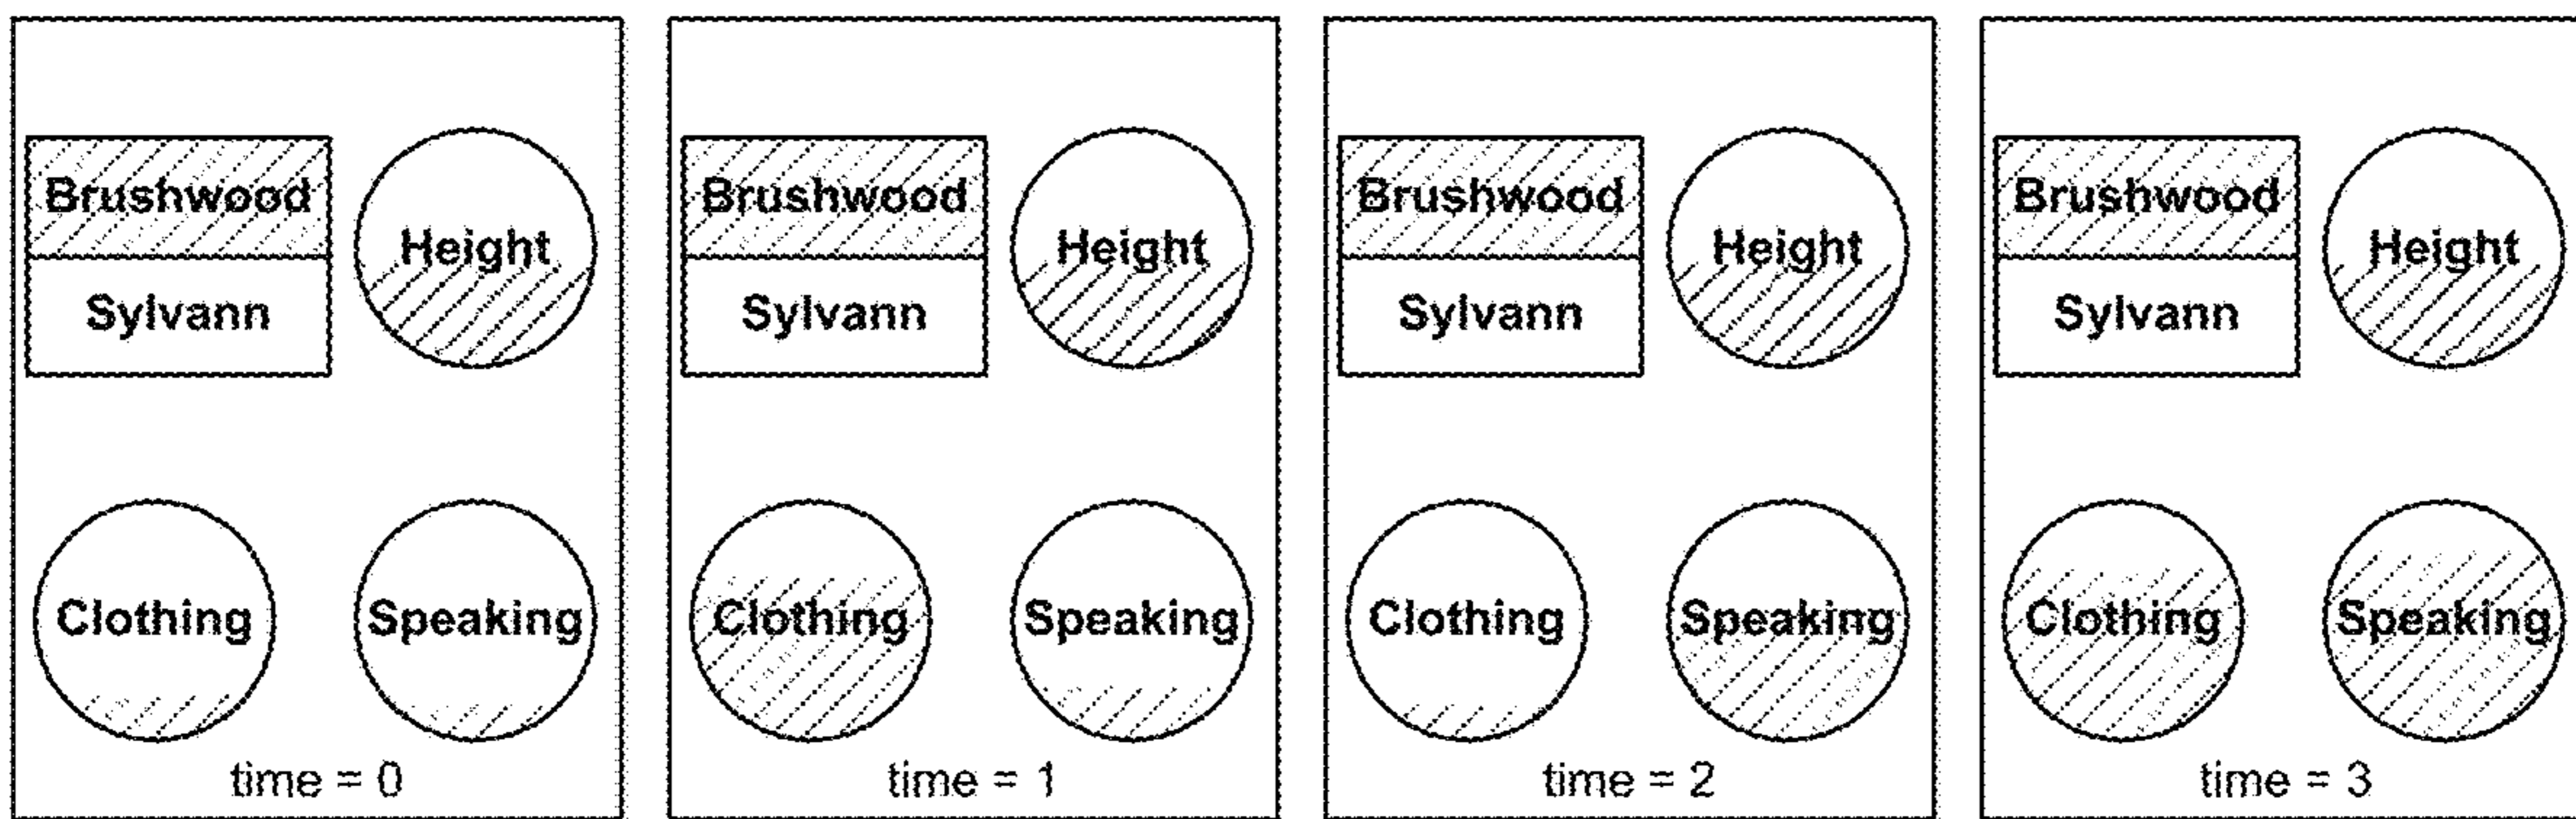 Brushwood
Sylvann
Height
Clothing
Speaking
time = 0
Brushwood
Sylvann
Height
Clothing
Speaking
time = 1
Brushwood
Sylvann
Height
Clothing
Speaking
time = 2
Brushwood
Sylvann
Height
Clothing
Speaking
time = 3